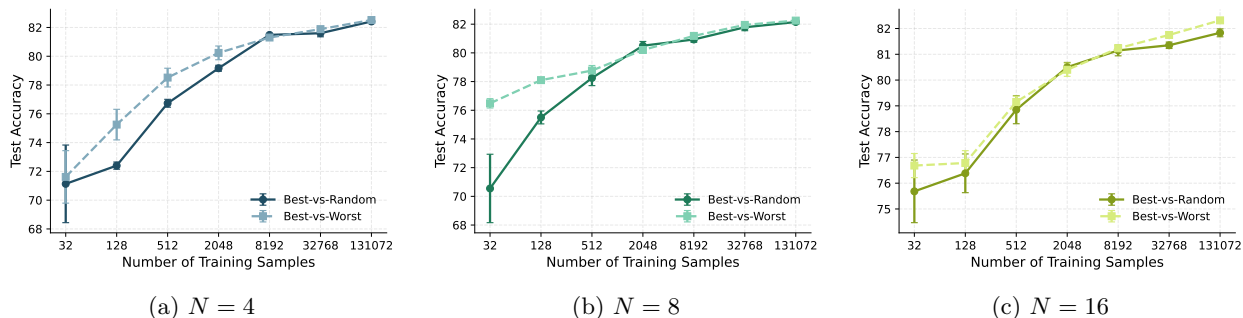 82
80
78
76
74
72
70
68
Test Accuracy
32 128 512 2048 8192 32768 131072
Number of Training Samples
Best-vs-Random
Best-vs-Worst
(a) N = 4
82
80
78
76
74
72
70
68
Test Accuracy
32 128 512 2048 8192 32768 131072
Number of Training Samples
Best-vs-Random
Best-vs-Worst
(b) N = 8
82
81
80
79
78
77
76
75
Test Accuracy
32 128 512 2048 8192 32768 131072
Number of Training Samples
Best-vs-Random
Best-vs-Worst
(c) N = 16